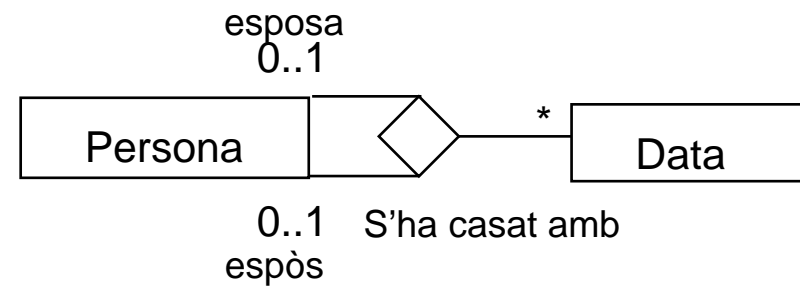 esposa
0..1
*
Persona
Data
0..1
S'ha casat amb
espòs